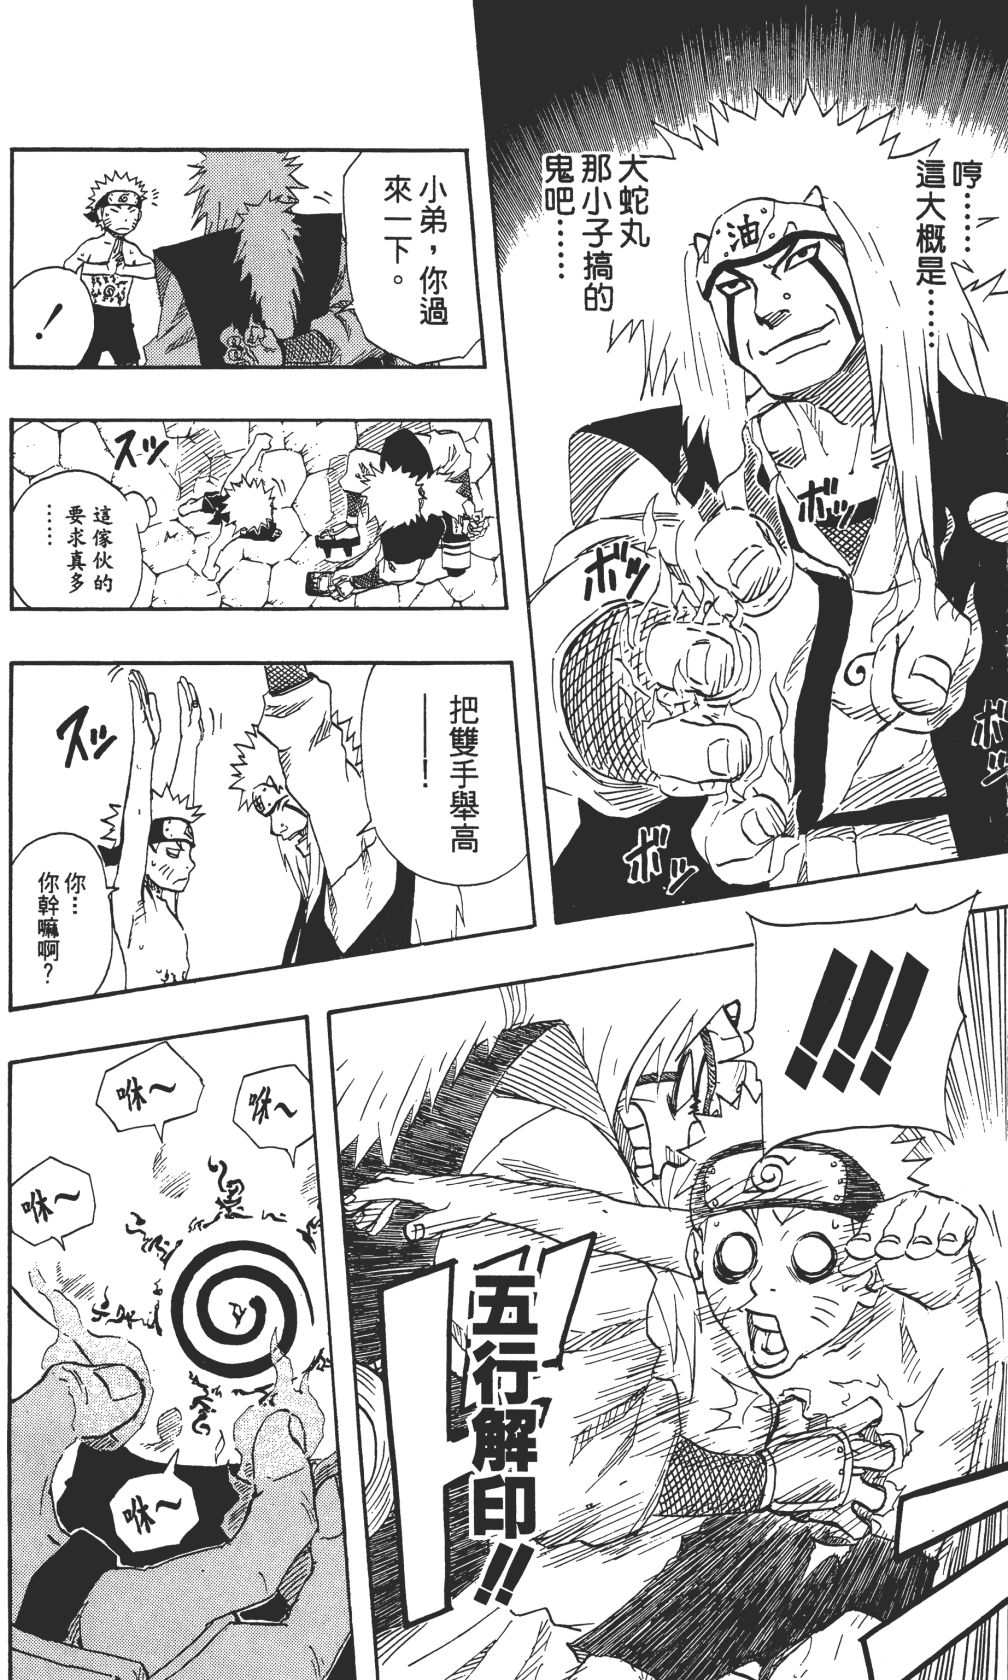 哼……
這大概是……
大蛇丸
那小子搞的
鬼吧……
油
ボッ
ボッ
ボッ
ボッ
小弟，你過
來一下。
！
スッ
這傢伙的
要求真多
……
把雙手舉高
——！
スッ
你…
你幹嘛啊？
!!!
五行解印!!
咻～
咻～
咻～
咻～